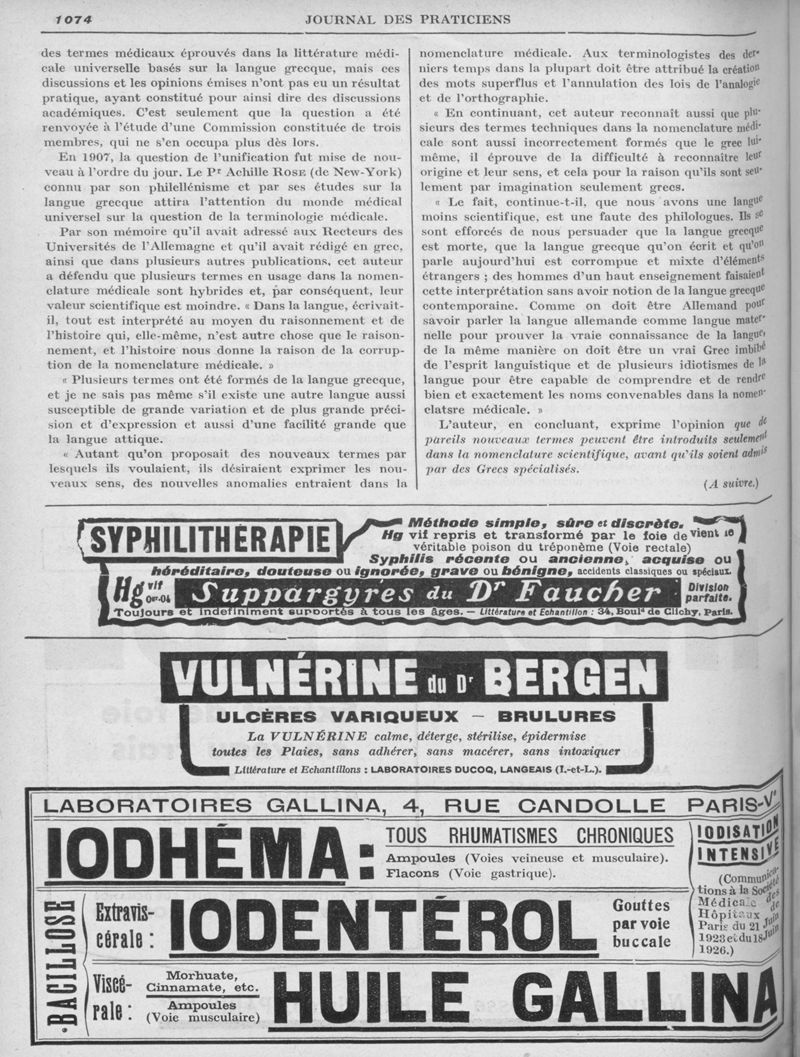 1074
JOURNAL DES PRATICIENS
des termes médicaux éprouvés dans la littérature médi-
cale universelle basés sur la langue grecque, mais ces
discussions et les opinions émises n'ont pas eu un résultat
pratique, ayant constitué pour ainsi dire des discussions
académiques. C'est seulement que la question a été
renvoyée à l'étude d'une Commission constituée de trois
membres, qui ne s'en occupa plus dès lors.
En 1907, la question de l'unification fut mise de nou-
veau à l'ordre du jour. Le Pr Achille ROSE (de New-York)
connu par son philellénisme et par ses études sur la
langue grecque attira l'attention du monde médical
universel sur la question de la terminologie médicale.
Par son mémoire qu'il avait adressé aux Recteurs des
Universités de l'Allemagne et qu'il avait rédigé en grec,
ainsi que dans plusieurs autres publications, cet auteur
a défendu que plusieurs termes en usage dans la nomen-
clature médicale sont hybrides et, par conséquent, leur
valeur scientifique est moindre. « Dans la langue, écrivait-
il, tout est interprété au moyen du raisonnement et de
l'histoire qui, elle-même, n'est autre chose que le raison-
nement, et l'histoire nous donne la raison de la corrup-
tion de la nomenclature médicale. »
« Plusieurs termes ont été formés de la langue grecque,
et je ne sais pas même s'il existe une autre langue aussi
susceptible de grande variation et de plus grande préci-
sion et d'expression et aussi d'une facilité grande que
la langue attique.
« Autant qu'on proposait des nouveaux termes par
lesquels ils voulaient, ils désiraient exprimer les nou-
veaux sens, des nouvelles anomalies entraient dans la
nomenclature médicale. Aux terminologistes des der-
niers temps dans la plupart doit être attribué la création
des mots superflus et l'annulation des lois de l'analogie
et de l'orthographie.
« En continuant, cet auteur reconnaît aussi que plu-
sieurs des termes techniques dans la nomenclature médi-
cale sont aussi incorrectement formés que le grec lui-
même, il éprouve de la difficulté à reconnaître leur
origine et leur sens, et cela pour la raison qu'ils sont seu-
lement par imagination seulement grecs.
« Le fait, continue-t-il, que nous avons une langue
moins scientifique, est une faute des philologues. Ils se
sont efforcés de nous persuader que la langue grecque
est morte, que la langue grecque qu'on écrit et qu'on
parle aujourd'hui est corrompue et mixte d'éléments
étrangers ; des hommes d'un haut enseignement faisaient
cette interprétation sans avoir notion de la langue grecque
contemporaine. Comme on doit être Allemand pour
savoir parler la langue allemande comme langue mater-
nelle pour prouver la vraie connaissance de la langue,
de la même manière on doit être un vrai Grec imbibé
de l'esprit languistique et de plusieurs idiotismes de la
langue pour être capable de comprendre et de rendre
bien et exactement les noms convenables dans la nomen-
clatsre médicale. »
L'auteur, en concluant, exprime l'opinion que de
pareils nouveaux termes peuvent être introduits seulement
dans la nomenclature scientifique, avant qu'ils soient admis
par des Grecs spécialisés.
(A suivre.)
SYPHILITHÉRAPIE
Méthode simple, sûre et discrète.
Hg vif repris et transformé par le foie devient le
véritable poison du tréponème (Voie rectale)
Syphilis récente ou ancienne, acquise ou
héréditaire, douteuse ou ignorée, grave ou bénigne, accidents classiques ou spéciaux.
Hg vif 0gr-04
Suppargyres du Dr Faucher
Division parfaite.
Toujours et indéfiniment supportés à tous les âges. — Littérature et Echantillon : 34, Bould de Clichy, Paris.
VULNÉRINE du Dr BERGEN
ULCÈRES VARIQUEUX — BRULURES
La VULNÉRINE calme, déterge, stérilise, épidermise
toutes les Plaies, sans adhérer, sans macérer, sans intoxiquer
Littérature et Echantillons : LABORATOIRES DUCOQ, LANGEAIS (I.-et-L.).
LABORATOIRES GALLINA, 4, RUE CANDOLLE PARIS-Ve
IODHÉMA :
TOUS RHUMATISMES CHRONIQUES
Ampoules (Voies veineuse et musculaire).
Flacons (Voie gastrique).
IODISATION
INTENSIVE
(Communica-
tions à la Société
Médicale des
Hôpitaux de
Paris du 21 Juin
1923 et du 18 Juin
1926.)
BACILLOSE
Extravis-
cérale :
IODENTÉROL
Gouttes
par voie
buccale
Viscé-
rale :
Morhuate,
Cinnamate, etc.
Ampoules
(Voie musculaire)
HUILE GALLINA